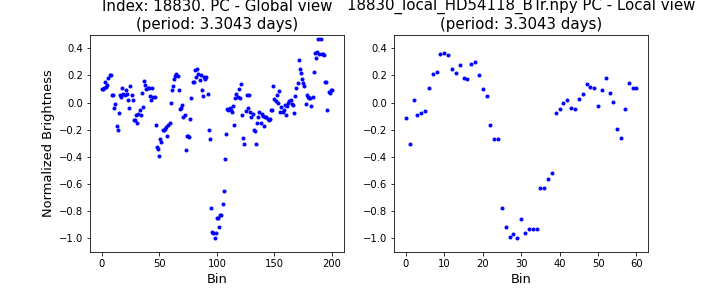 Index: 18830. PC - Global view
(period: 3.3043 days)
18830_local_HD54118_BTr.npy PC - Local view
(period: 3.3043 days)
Normalized Brightness
0.4
0.2
0.0
−0.2
−0.4
−0.6
−0.8
−1.0
0 50 100 150 200
Bin
0.4
0.2
0.0
−0.2
−0.4
−0.6
−0.8
−1.0
0 10 20 30 40 50 60
Bin